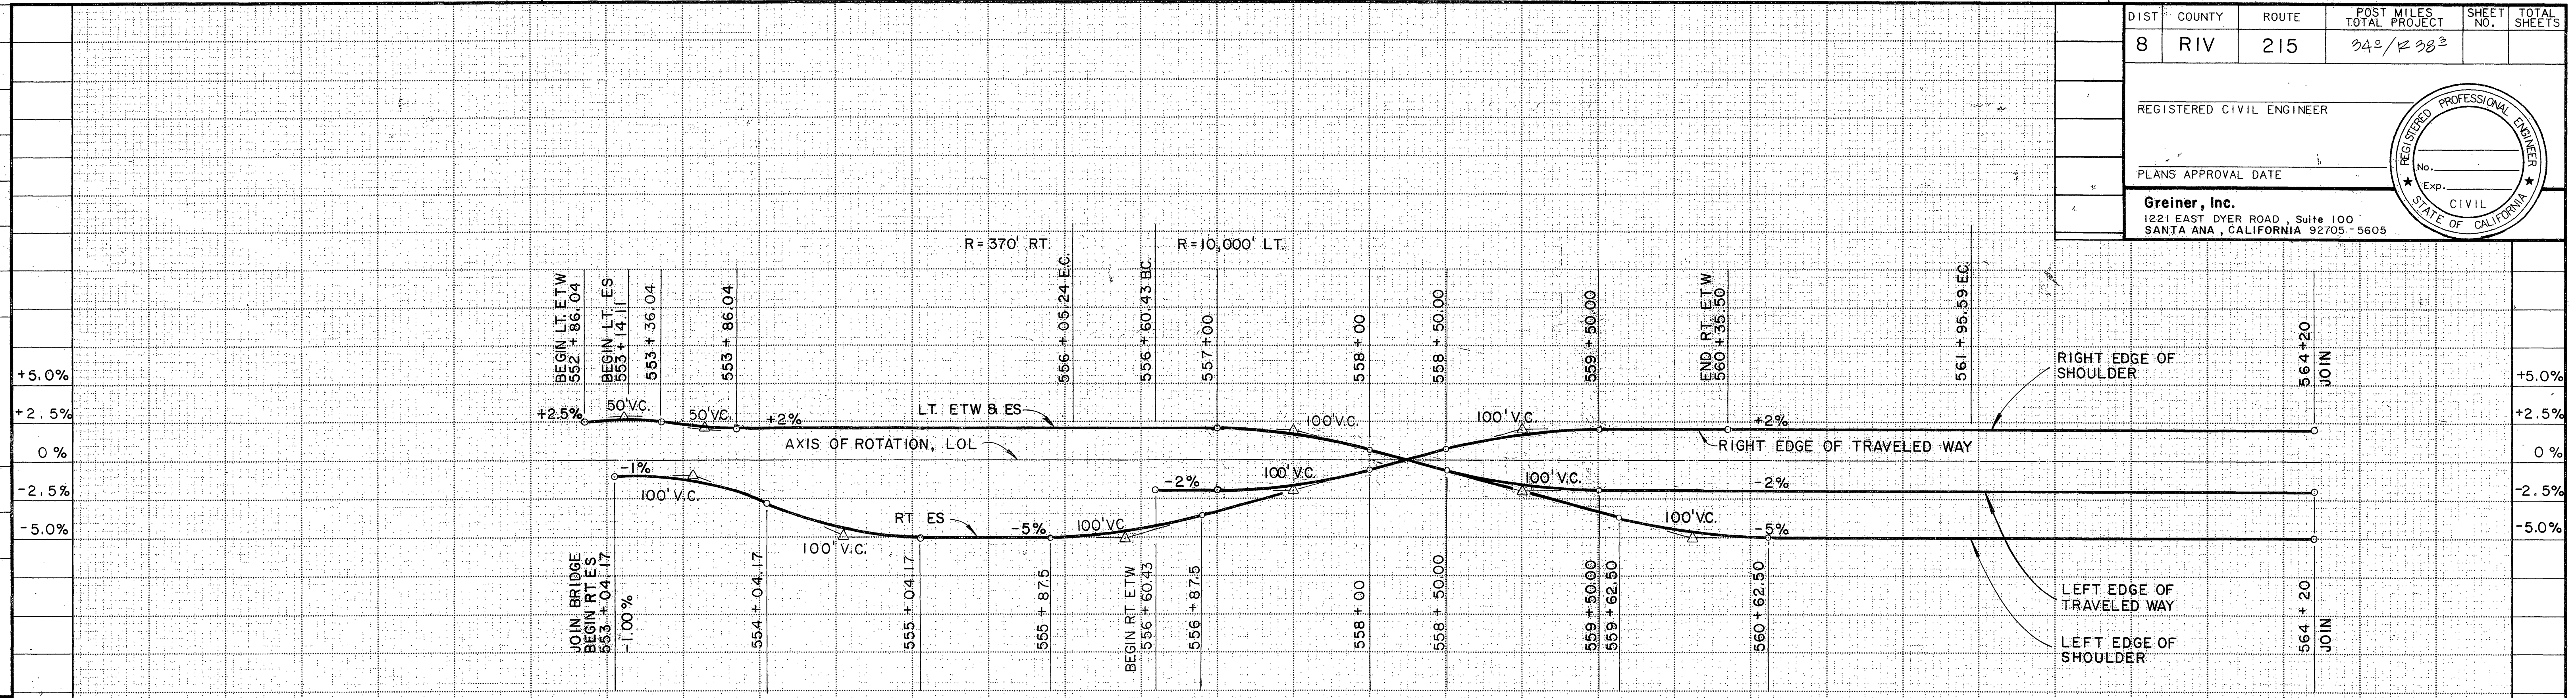 DIST COUNTY ROUTE POST MILES TOTAL PROJECT SHEET NO. TOTAL SHEETS
8 RIV 215 34⁰/R 38³
REGISTERED CIVIL ENGINEER
PLANS APPROVAL DATE
REGISTERED PROFESSIONAL ENGINEER
No.
Exp.
CIVIL
STATE OF CALIFORNIA
Greiner, Inc.
1221 EAST DYER ROAD , Suite 100
SANTA ANA , CALIFORNIA 92705-5605
R=370' RT.
R=10,000' LT.
BEGIN LT. ETW
552 + 86.04
BEGIN LT. ES
553 + 14.11
553 + 36.04
553 + 86.04
556 + 05.24 E.C.
556 + 60.43 B.C.
557 + 00
558 + 00
558 + 50.00
559 + 50.00
END RT. ETW
560 + 35.50
561 + 95.59 E.C.
564 + 20
JOIN
RIGHT EDGE OF
SHOULDER
+5.0%
+5.0%
+2.5%
+2.5%
50'V.C.
50'V.C.
+2%
LT. ETW & ES
100'V.C.
100'V.C.
+2%
+2.5%
AXIS OF ROTATION, LOL
RIGHT EDGE OF TRAVELED WAY
0 %
0 %
-1%
100'V.C.
-2%
100'V.C.
100'V.C.
-2%
-2.5%
-2.5%
RT ES
-5%
100'VC
100'V.C.
-5%
-5.0%
-5.0%
100'V.C.
JOIN BRIDGE
BEGIN RT ES
553 + 04.17
-1.00%
554 + 04.17
555 + 04.17
555 + 87.5
BEGIN RT ETW
556 + 60.43
556 + 87.5
558 + 00
558 + 50.00
559 + 50.00
559 + 62.50
560 + 62.50
LEFT EDGE OF
TRAVELED WAY
LEFT EDGE OF
SHOULDER
564 + 20
JOIN